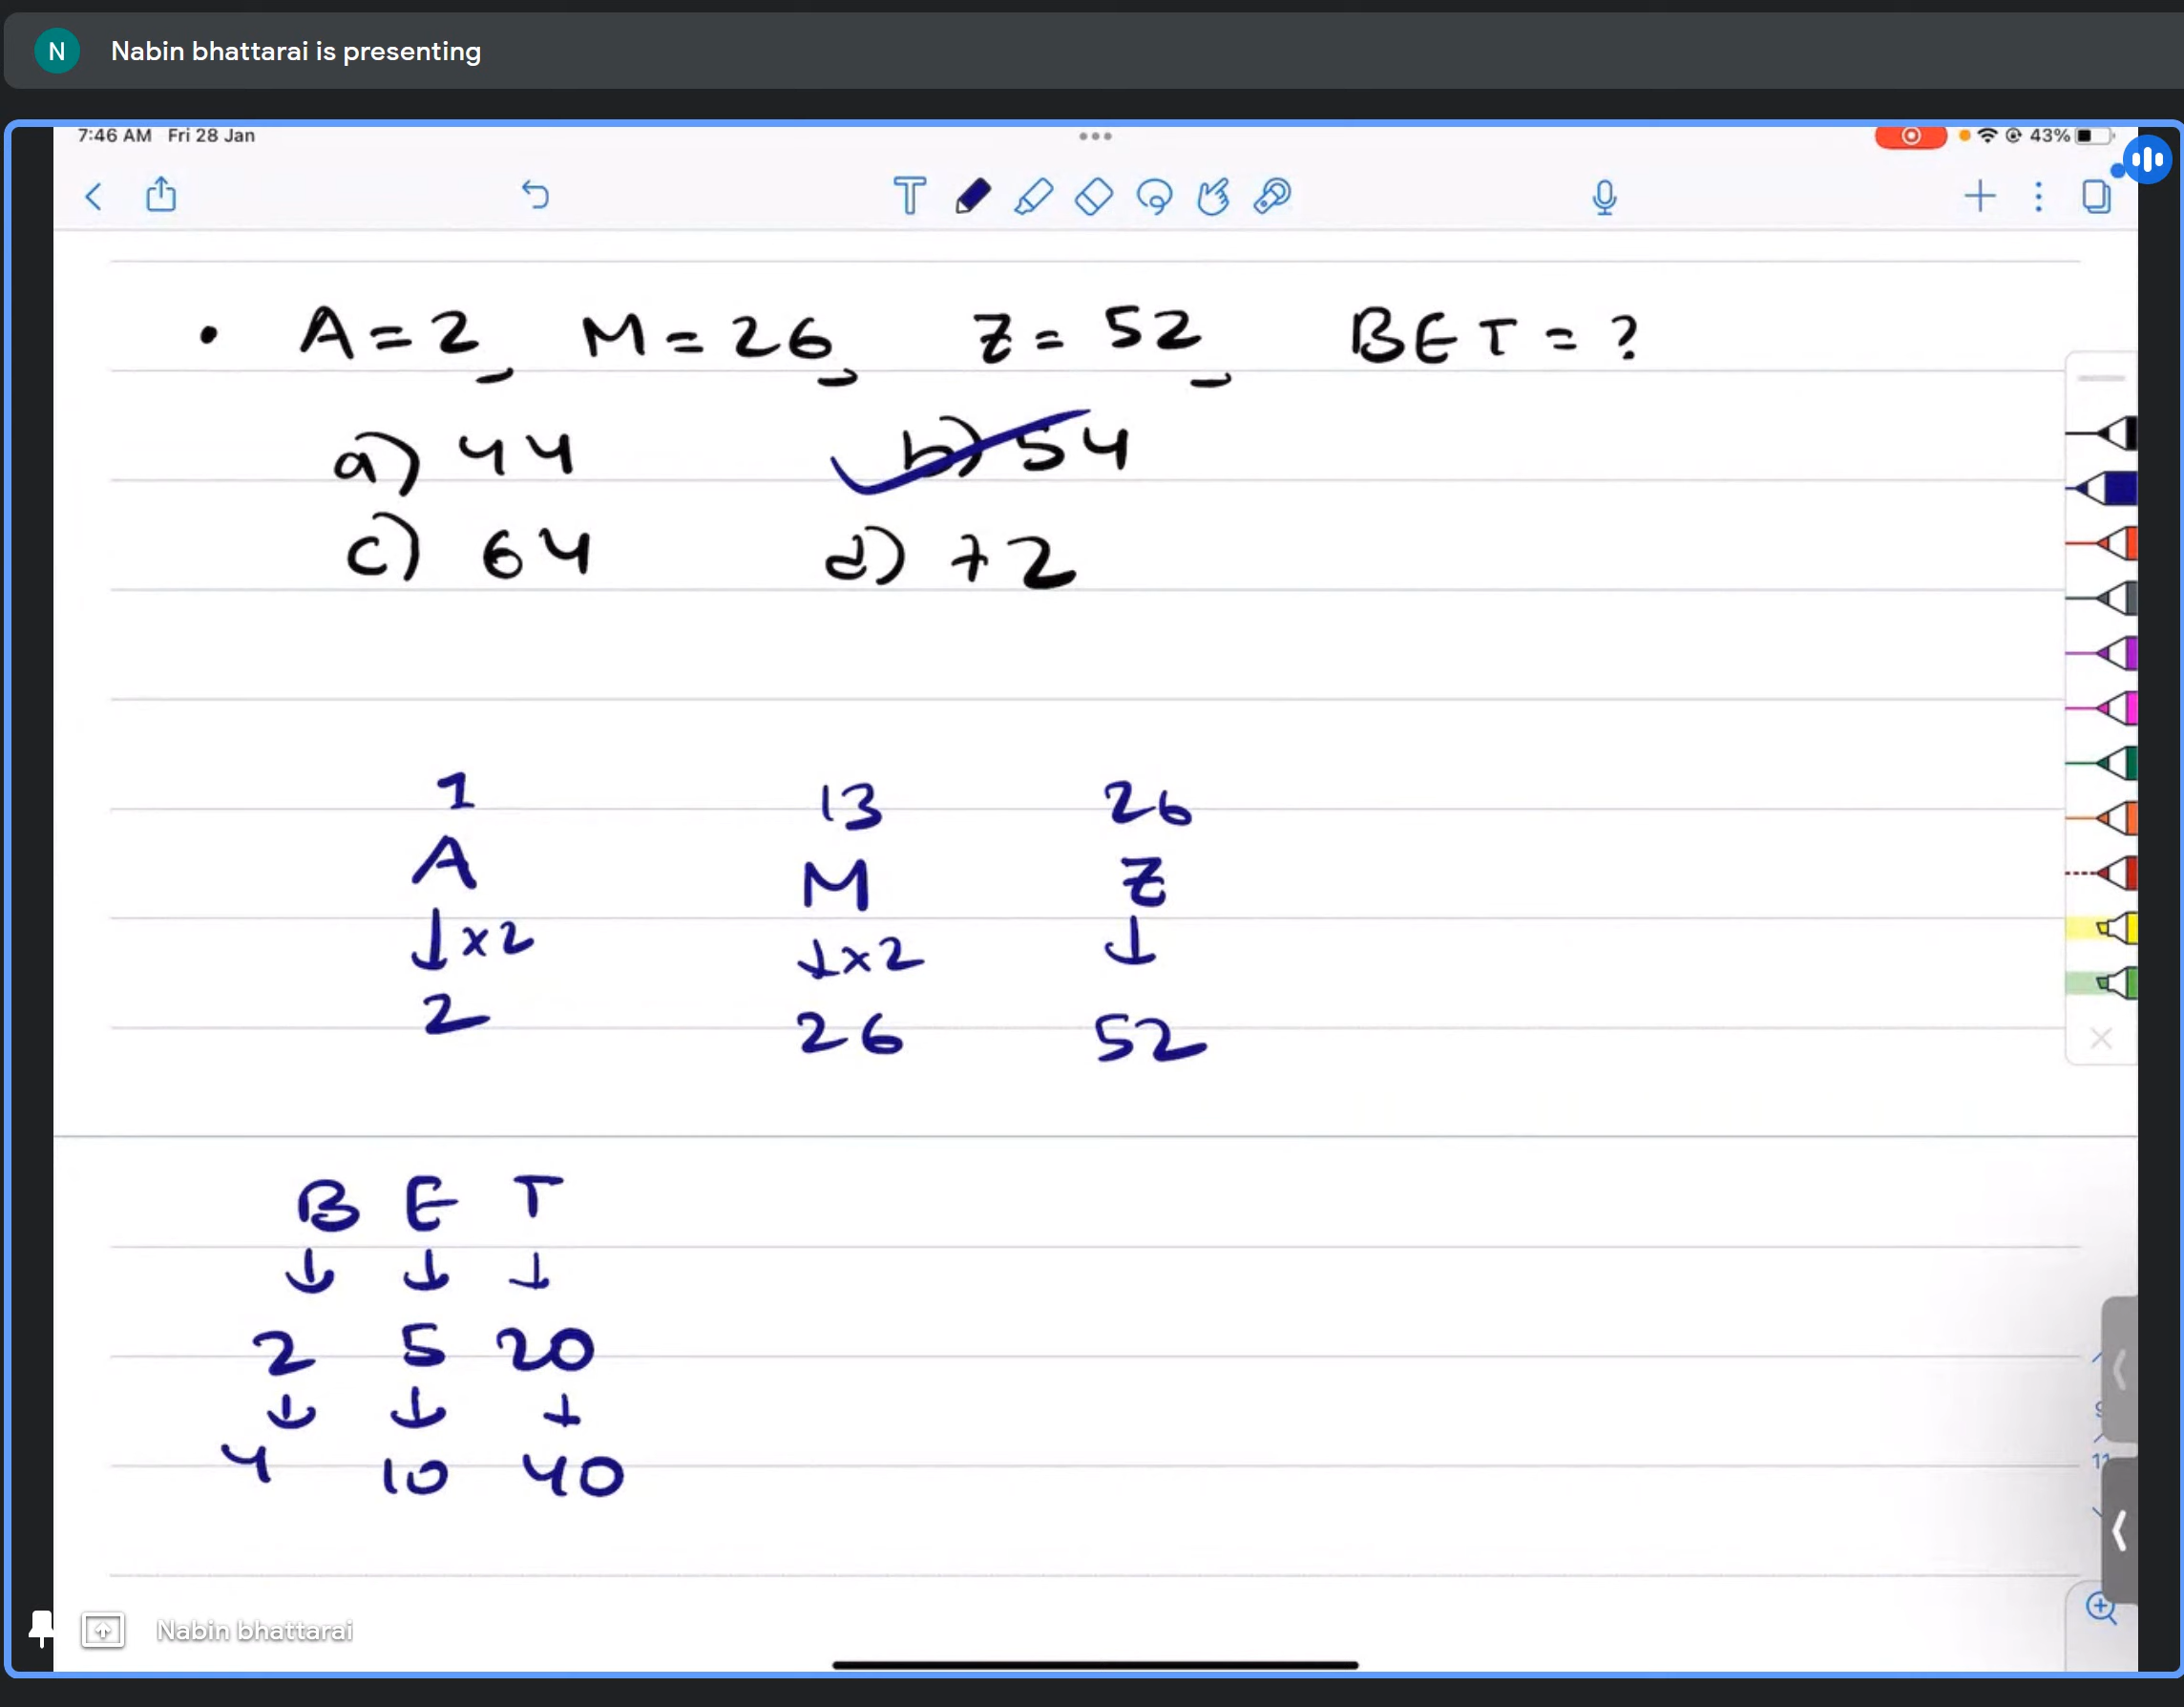 Nabin bhattarai is presenting
N
7:46 AM Fri 28 Jan
43%
T
• A = 2, M = 26, Z = 52, BET = ?
a) 44 b) 54
c) 64 d) 72
1 13 26
A M Z
↓×2 ↓×2 ↓
2 26 52
B E T
↓ ↓ ↓
2 5 20
↓ ↓ ↓
4 10 40
11
Nabin bhattarai